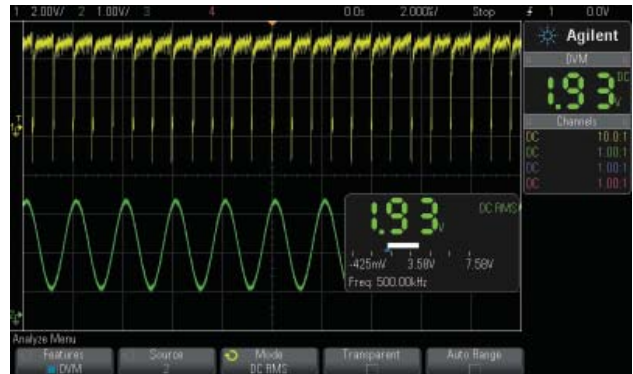 1 2.00V/ 2 1.00V/ 3 4 0.0s 2.000s/ Stop 1 0.0V
Agilent
DVM
1.93 V DC
Channels
DC 10.0:1
DC 1.00:1
DC 1.00:1
DC 1.00:1
1.93 V DC RMS
-425mV 3.58V 7.58V
Freq: 500.00kHz
Analyze Menu
Features
DVM
Source
2
Mode
DC RMS
Transparent
Auto Range